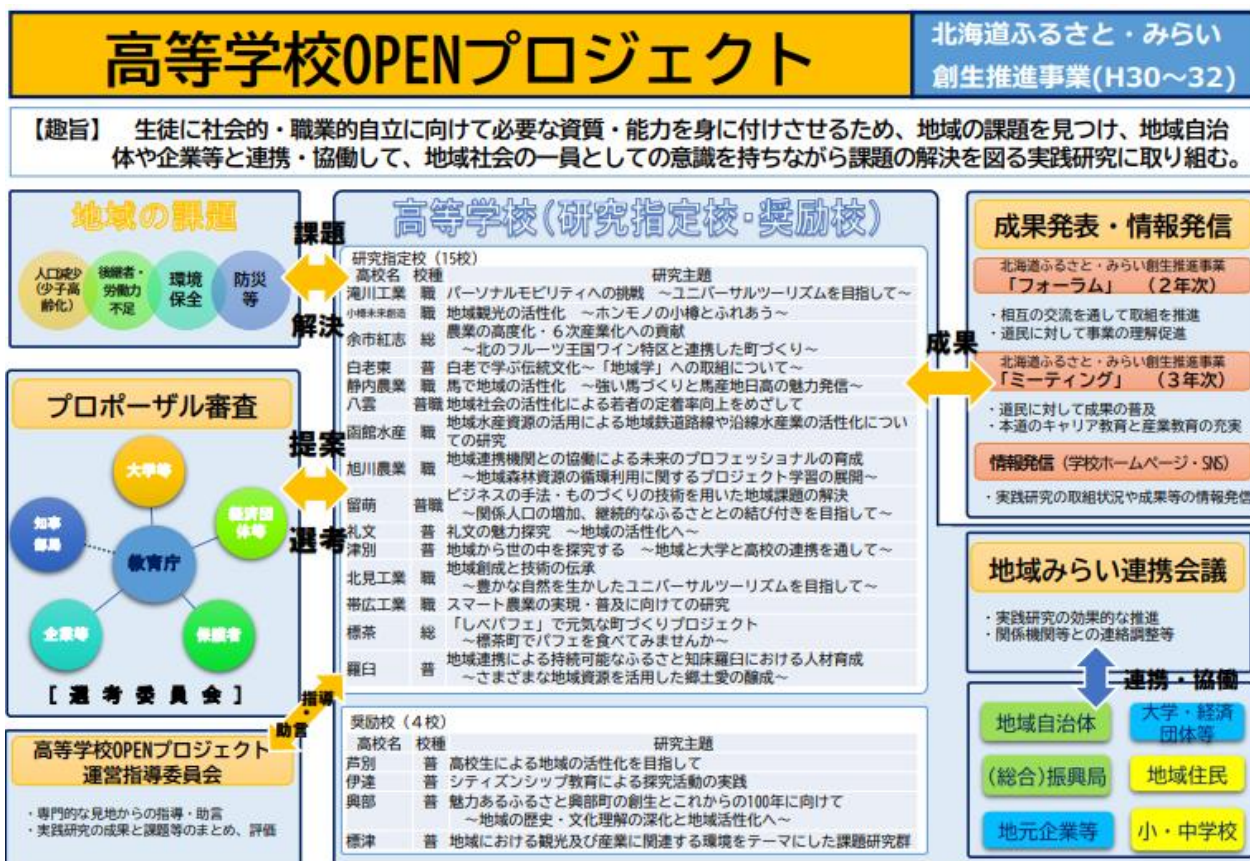 高等学校OPENプロジェクト
北海道ふるさと・みらい
創生推進事業(H30～32)
【趣旨】 生徒に社会的・職業的自立に向けて必要な資質・能力を身に付けさせるため、地域の課題を見つけ、地域自治
体や企業等と連携・協働して、地域社会の一員としての意識を持ちながら課題の解決を図る実践研究に取り組む。
地域の課題
人口減少
(少子高
齢化)
後継者・
労働力
不足
環境
保全
防災
等
課題
解決
プロポーザル審査
大学等
知事
部局
経済団
体等
教育庁
企業等
保護者
[選考委員会]
提案
選考
指導
・
助言
高等学校OPENプロジェクト
運営指導委員会
・専門的な見地からの指導・助言
・実践研究の成果と課題等のまとめ、評価
高等学校(研究指定校・奨励校)
研究指定校（15校）
高校名 校種 研究主題
滝川工業 職 パーソナルモビリティへの挑戦 ～ユニバーサルツーリズムを目指して～
小樽未来創造 職 地域観光の活性化 ～ホンモノの小樽とふれあう～
余市紅志 総 農業の高度化・６次産業化への貢献
～北のフルーツ王国ワイン特区と連携した町づくり～
白老東 普 白老で学ぶ伝統文化～「地域学」への取組について～
静内農業 職 馬で地域の活性化 ～強い馬づくりと馬産地日高の魅力発信～
八雲 普職 地域社会の活性化による若者の定着率向上をめざして
函館水産 職 地域水産資源の活用による地域鉄道路線や沿線水産業の活性化につい
ての研究
旭川農業 職 地域連携機関との協働による未来のプロフェッショナルの育成
～地域森林資源の循環利用に関するプロジェクト学習の展開～
留萌 普職 ビジネスの手法・ものづくりの技術を用いた地域課題の解決
～関係人口の増加、継続的なふるさととの結び付きを目指して～
礼文 普 礼文の魅力探究 ～地域の活性化へ～
津別 普 地域から世の中を探究する ～地域と大学と高校の連携を通して～
北見工業 職 地域創成と技術の伝承
～豊かな自然を生かしたユニバーサルツーリズムを目指して～
帯広工業 職 スマート農業の実現・普及に向けての研究
標茶 総 「しべパフェ」で元気な町づくりプロジェクト
～標茶町でパフェを食べてみませんか～
羅臼 普 地域連携による持続可能なふるさと知床羅臼における人材育成
～さまざまな地域資源を活用した郷土愛の醸成～
奨励校（４校）
高校名 校種 研究主題
芦別 普 高校生による地域の活性化を目指して
伊達 普 シティズンシップ教育による探究活動の実践
興部 普 魅力あるふるさと興部町の創生とこれからの100年に向けて
～地域の歴史・文化理解の深化と地域活性化へ～
標津 普 地域における観光及び産業に関連する環境をテーマにした課題研究群
成果
成果発表・情報発信
北海道ふるさと・みらい創生推進事業
「フォーラム」 （２年次）
・相互の交流を通して取組を推進
・道民に対して事業の理解促進
北海道ふるさと・みらい創生推進事業
「ミーティング」 （３年次）
・道民に対して成果の普及
・本道のキャリア教育と産業教育の充実
情報発信（学校ホームページ・SNS）
・実践研究の取組状況や成果等の情報発信
地域みらい連携会議
・実践研究の効果的な推進
・関係機関等との連絡調整等
連携・協働
地域自治体
大学・経済
団体等
(総合)振興局
地域住民
地元企業等
小・中学校